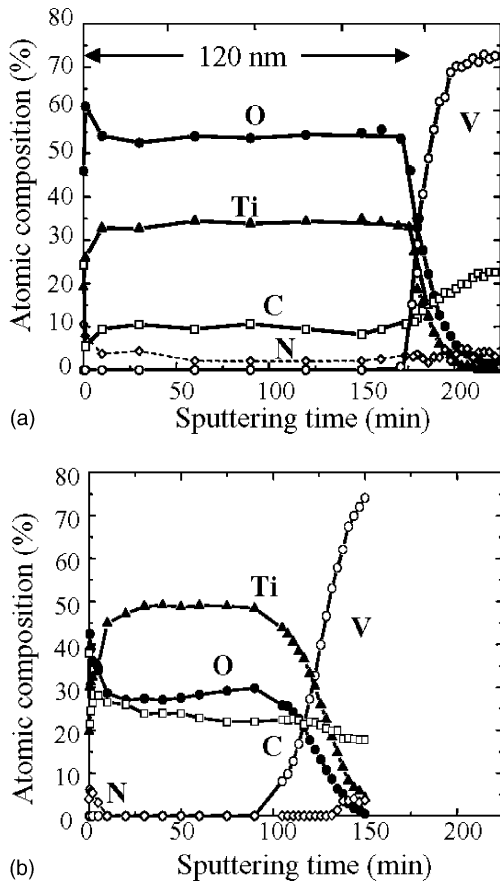 80
120 nm
70
V
60
O
50
40
Ti
30
20
C
10
N
0
0 50 100 150 200
Atomic composition (%)
Sputtering time (min)
(a)
80
70
60
Ti
50
V
40
O
30
20
C
10
N
0
0 50 100 150 200
Atomic composition (%)
Sputtering time (min)
(b)